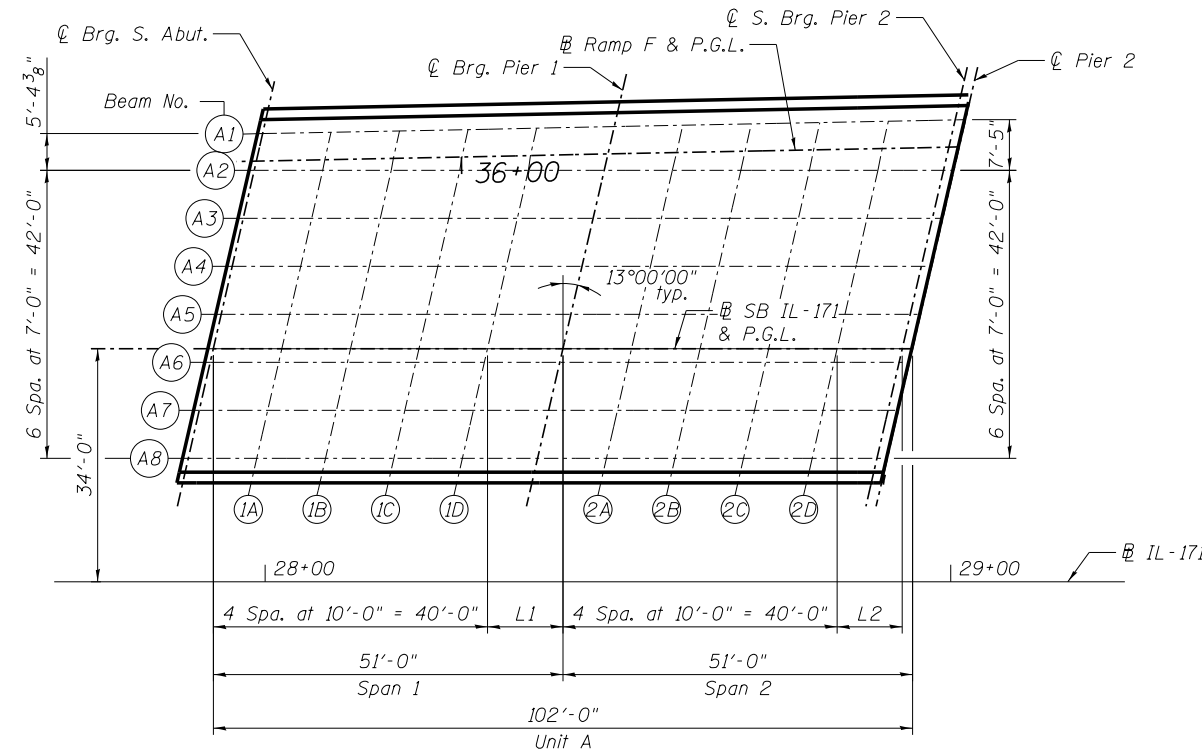 ℄ Brg. S. Abut.
℄ S. Brg. Pier 2
⅊ Ramp F & P.G.L.
℄ Brg. Pier 1
℄ Pier 2
5'-4 3/8"
Beam No.
A1
A2
A3
A4
A5
A6
A7
A8
36+00
7'-5"
6 Spa. at 7'-0" = 42'-0"
6 Spa. at 7'-0" = 42'-0"
13°00'00"
typ.
⅊ SB IL-171
& P.G.L.
34'-0"
1A
1B
1C
1D
2A
2B
2C
2D
28+00
29+00
⅊ IL-171
4 Spa. at 10'-0" = 40'-0"
L1
4 Spa. at 10'-0" = 40'-0"
L2
51'-0"
Span 1
51'-0"
Span 2
102'-0"
Unit A